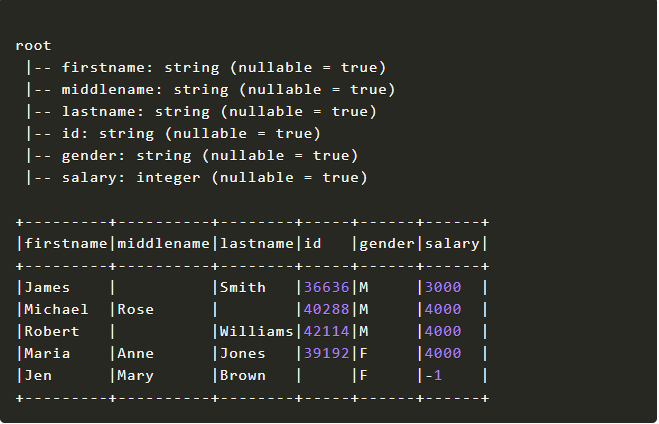 root
 |-- firstname: string (nullable = true)
 |-- middlename: string (nullable = true)
 |-- lastname: string (nullable = true)
 |-- id: string (nullable = true)
 |-- gender: string (nullable = true)
 |-- salary: integer (nullable = true)

+---------+----------+--------+-----+------+------+
|firstname|middlename|lastname|id   |gender|salary|
+---------+----------+--------+-----+------+------+
|James    |          |Smith   |36636|M     |3000  |
|Michael  |Rose      |        |40288|M     |4000  |
|Robert   |          |Williams|42114|M     |4000  |
|Maria    |Anne      |Jones   |39192|F     |4000  |
|Jen      |Mary      |Brown   |     |F     |-1    |
+---------+----------+--------+-----+------+------+